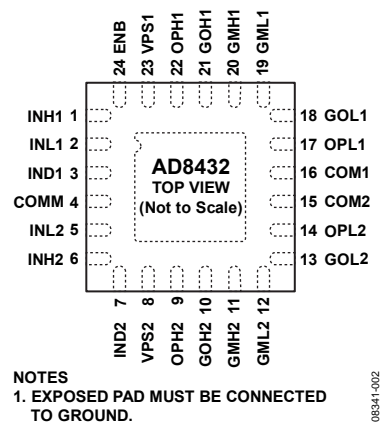 24 ENB
23 VPS1
22 OPH1
21 GOH1
20 GMH1
19 GML1
INH1 1
INL1 2
IND1 3
COMM 4
INL2 5
INH2 6
AD8432
TOP VIEW
(Not to Scale)
18 GOL1
17 OPL1
16 COM1
15 COM2
14 OPL2
13 GOL2
IND2 7
VPS2 8
OPH2 9
GOH2 10
GMH2 11
GML2 12
NOTES
1. EXPOSED PAD MUST BE CONNECTED
TO GROUND.
08341-002